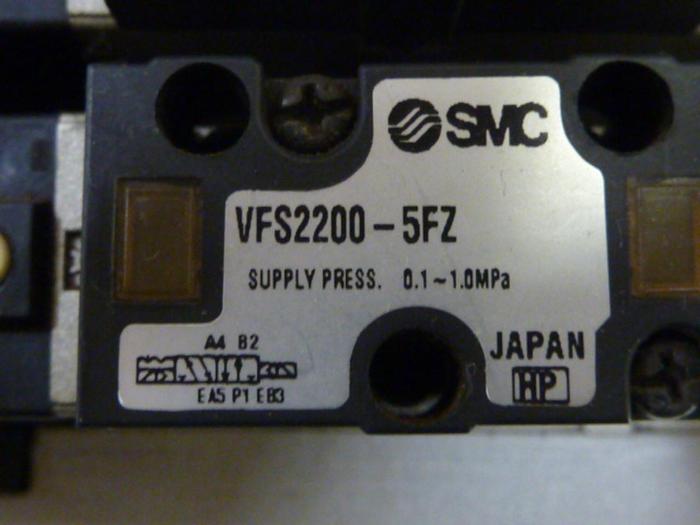 SMC
VFS2200-5FZ
SUPPLY PRESS. 0.1~1.0MPa
A4 B2
EA5 P1 EB3
JAPAN
HP